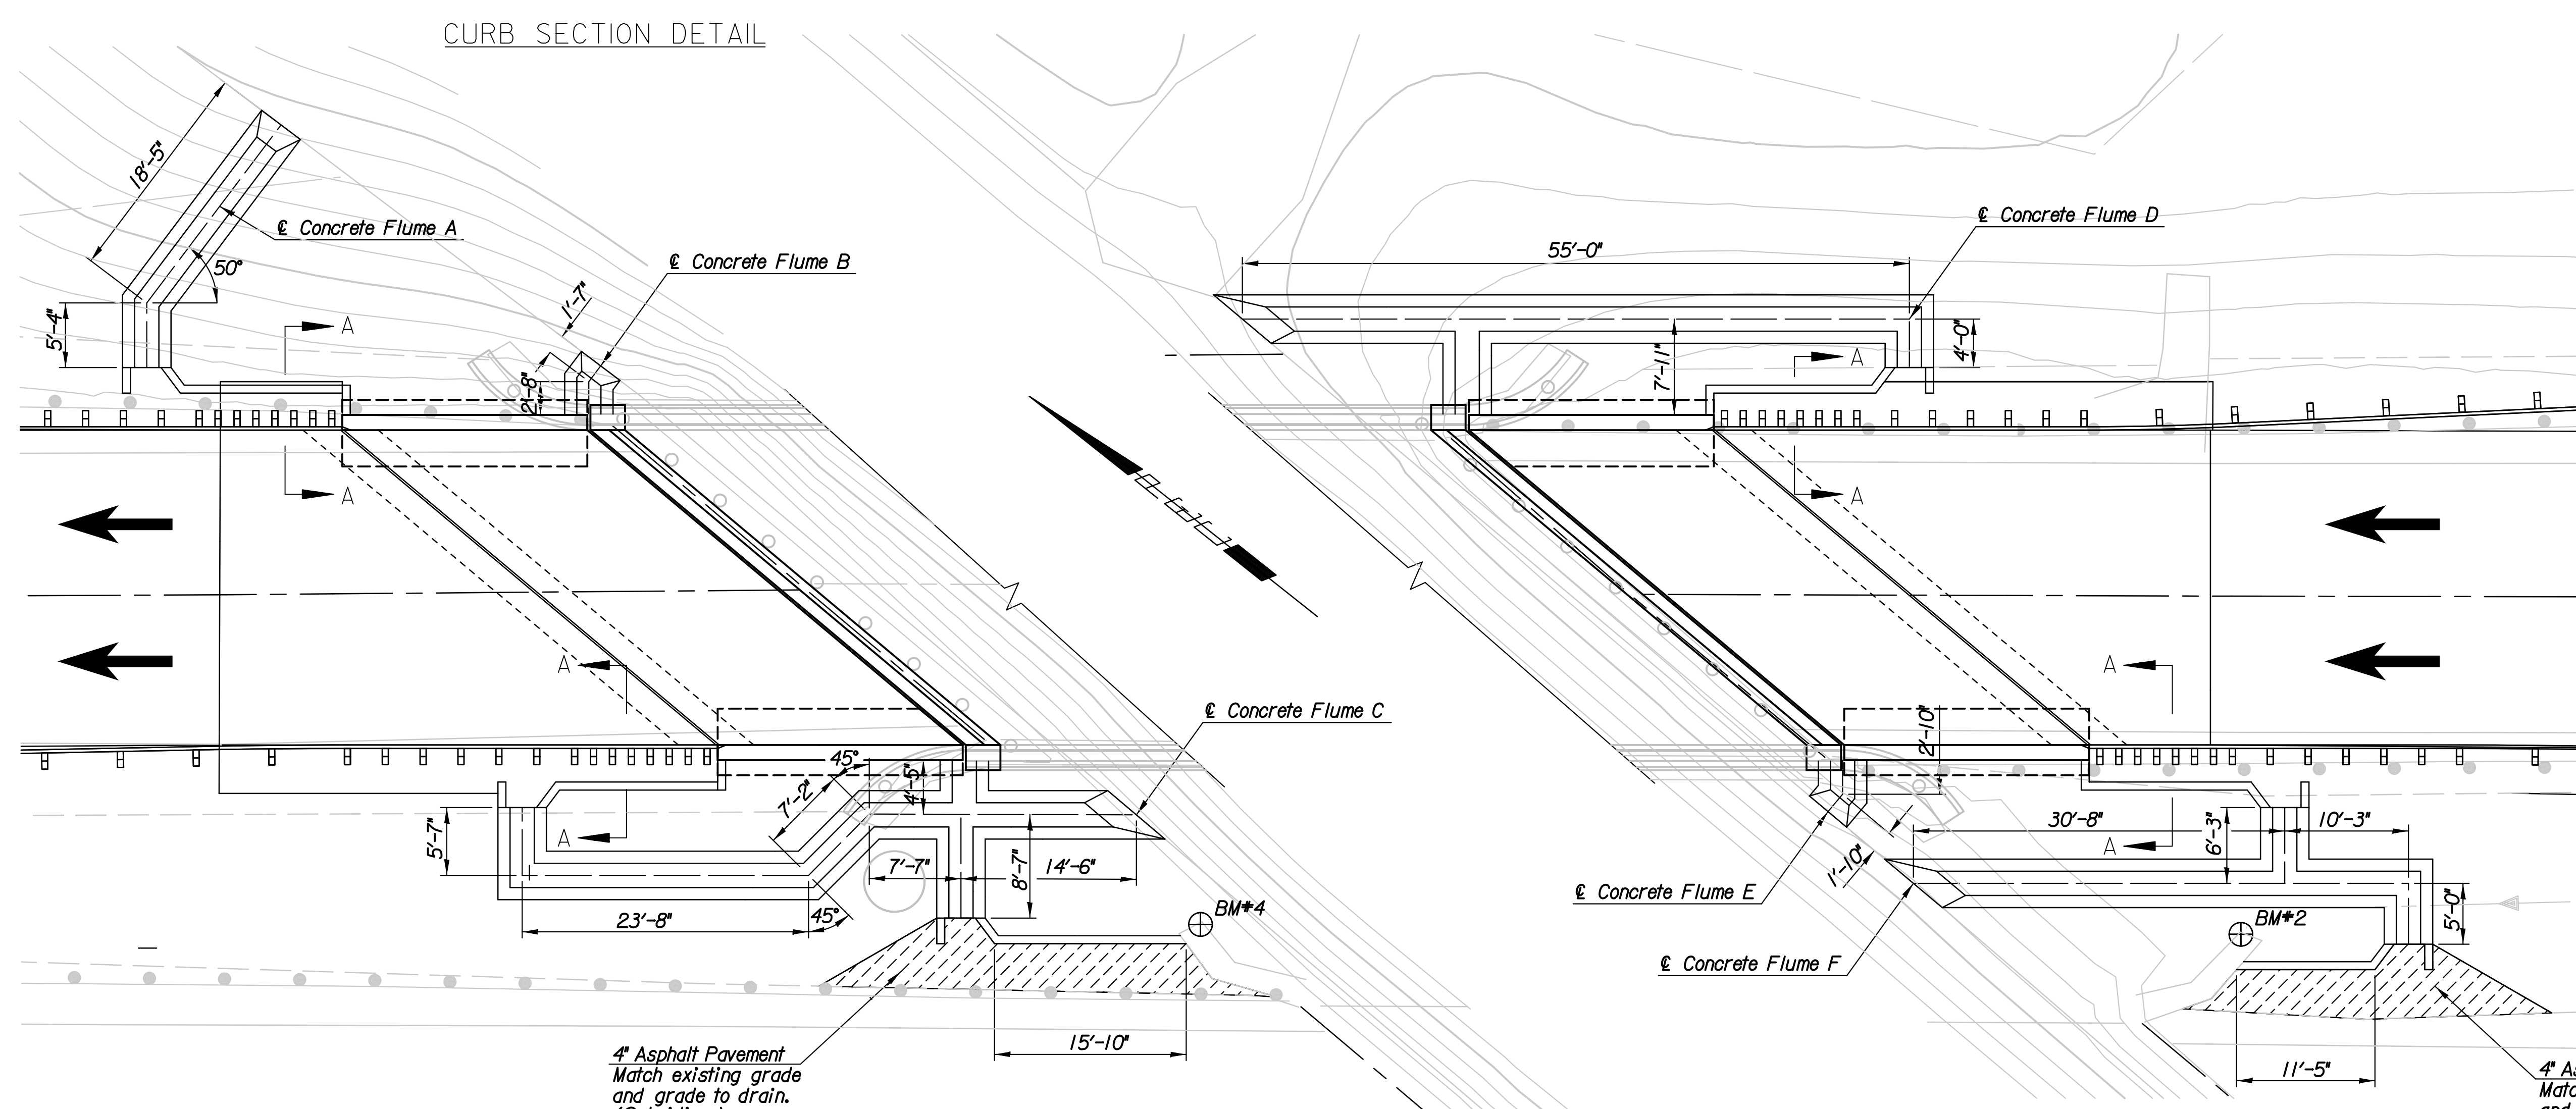 CURB SECTION DETAIL
18'-5"
℄ Concrete Flume A
50°
5'-4"
A
A
℄ Concrete Flume B
1'-7"
2'-8"
℄ Concrete Flume D
55'-0"
7'-11"
4'-0"
A
A
A
A
℄ Concrete Flume C
45°
7'-2"
4'-5"
5'-7"
7'-7"
8'-7"
14'-6"
23'-8"
45°
BM#4
15'-10"
4" Asphalt Pavement
Match existing grade
and grade to drain.
A
A
2'-10"
30'-8"
6'-3"
10'-3"
1'-10"
℄ Concrete Flume E
℄ Concrete Flume F
BM#2
5'-0"
11'-5"
4"